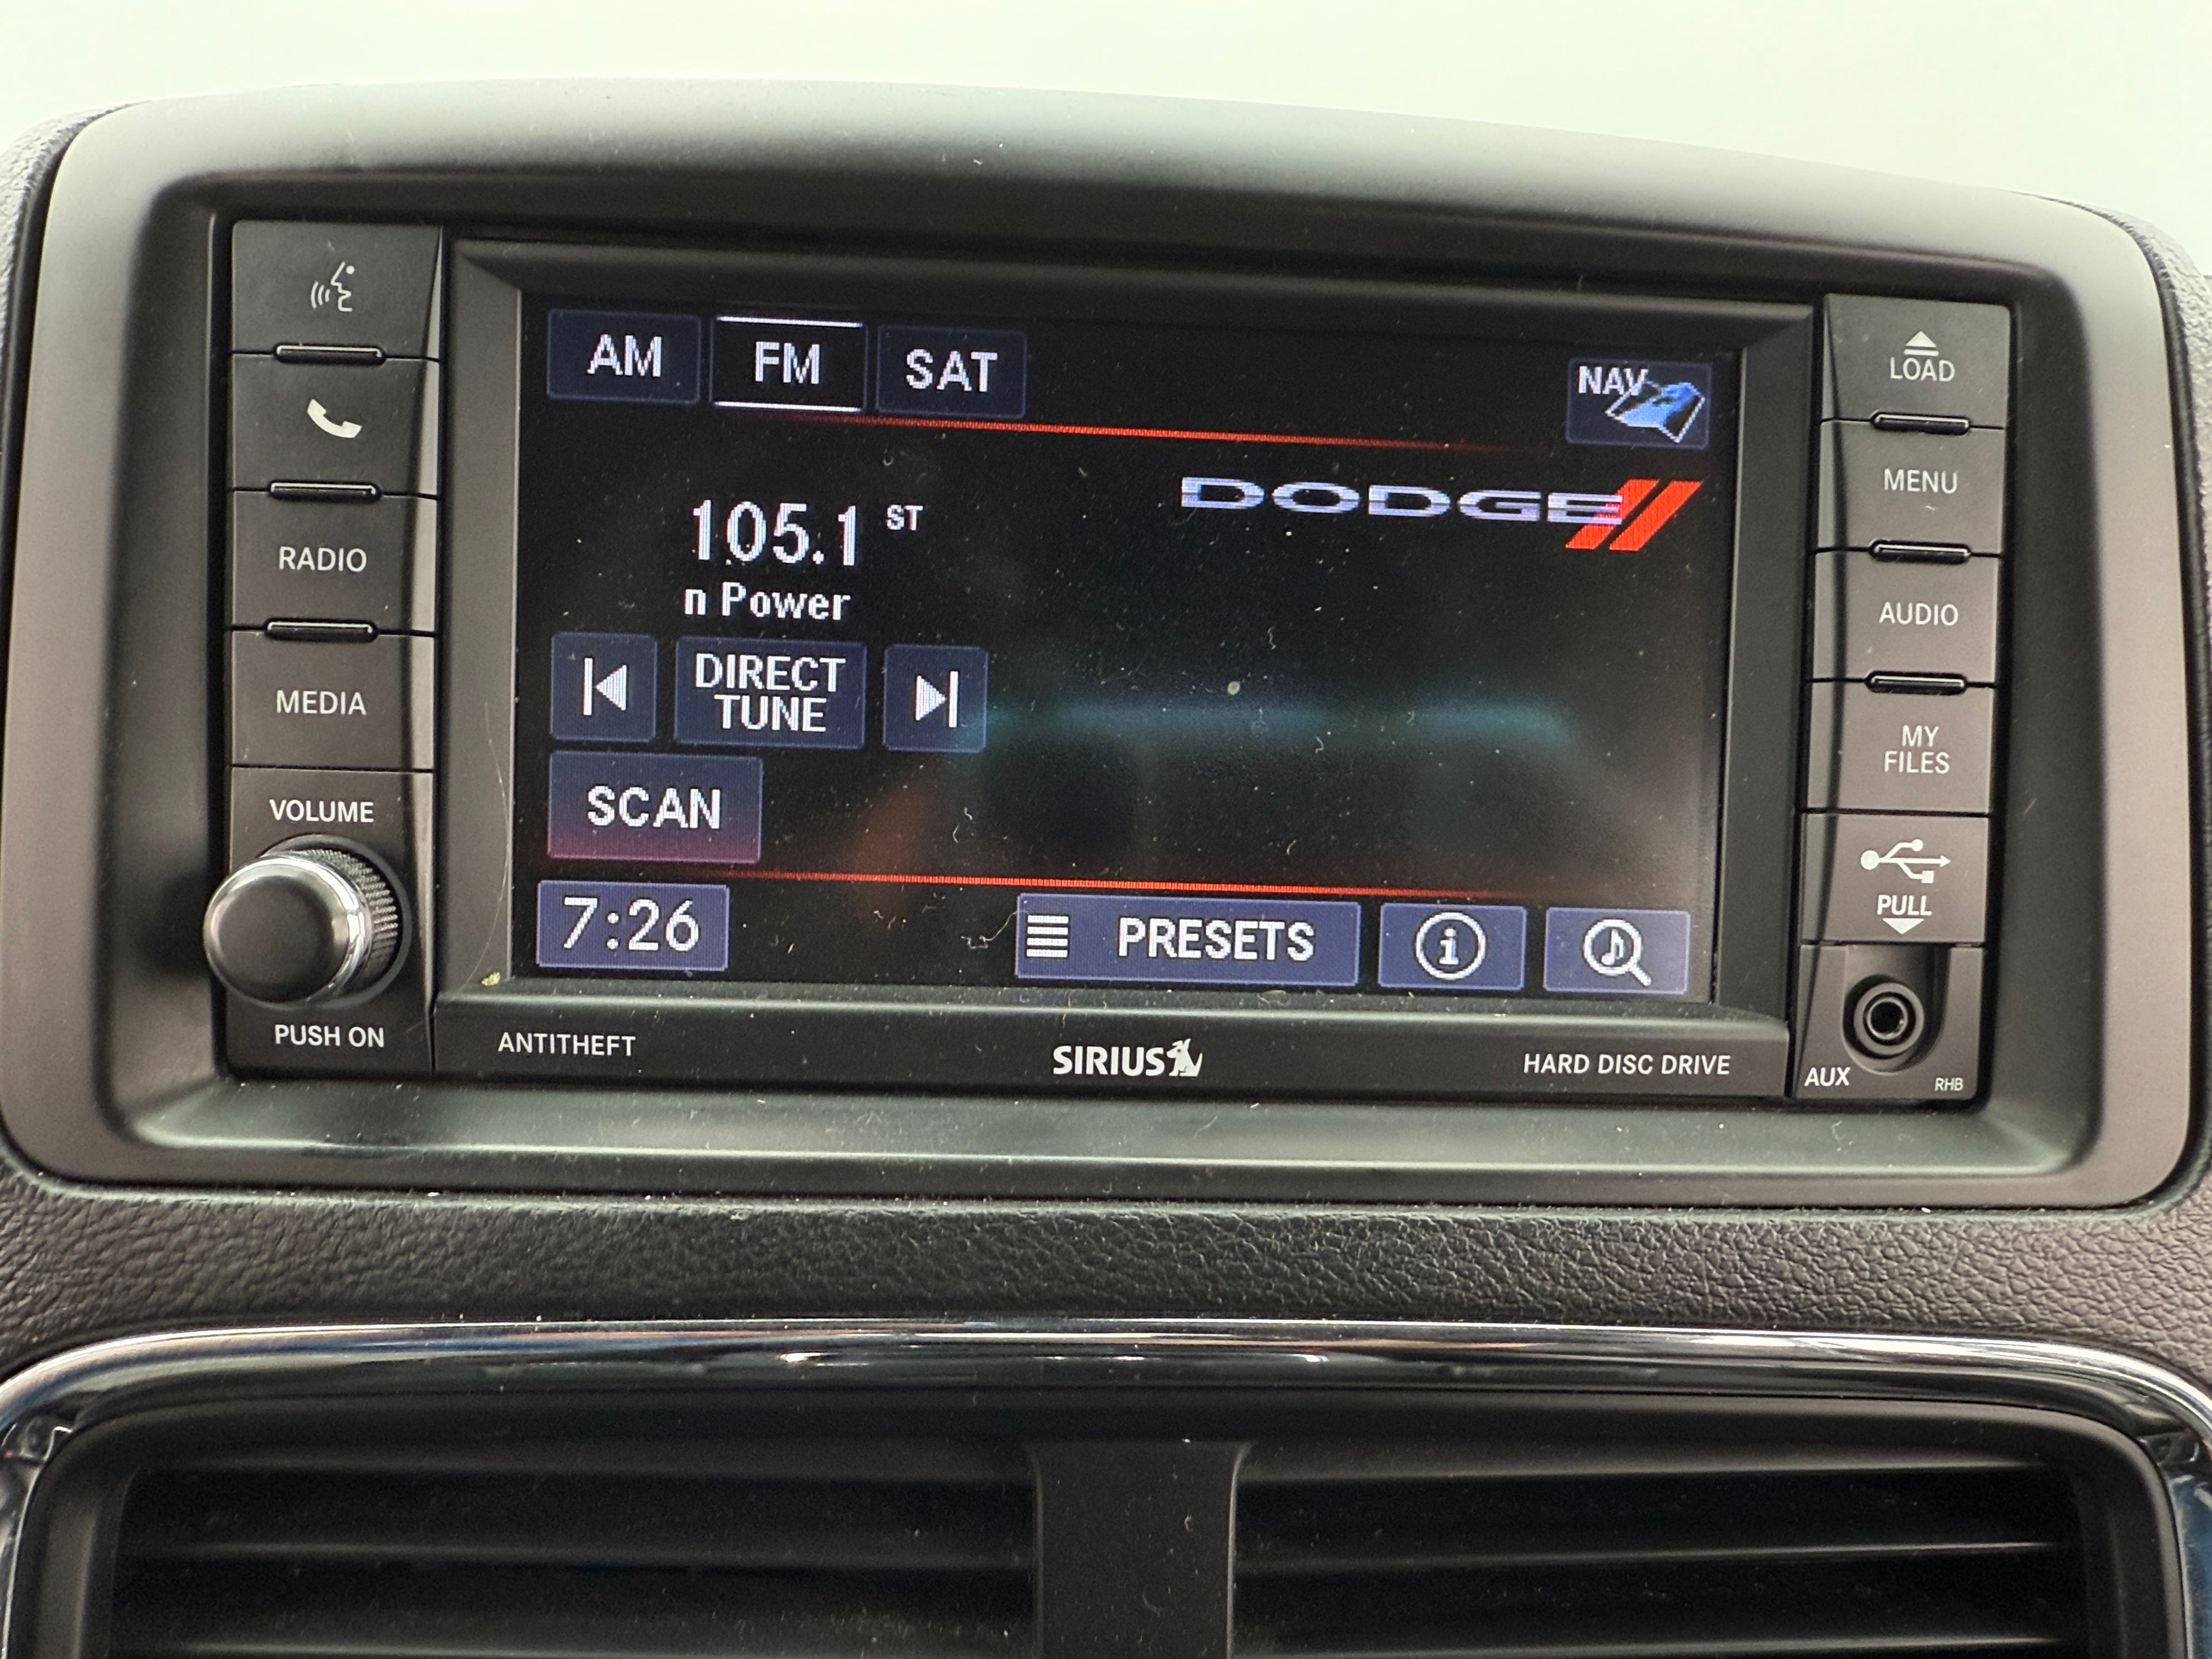 AM FM SAT
NAV
LOAD
DODGE
MENU
105.1 ST
n Power
RADIO
AUDIO
DIRECT
TUNE
MEDIA
MY
FILES
SCAN
VOLUME
PULL
7:26
PRESETS
i
PUSH ON
ANTITHEFT
SIRIUS
HARD DISC DRIVE
AUX
RHB